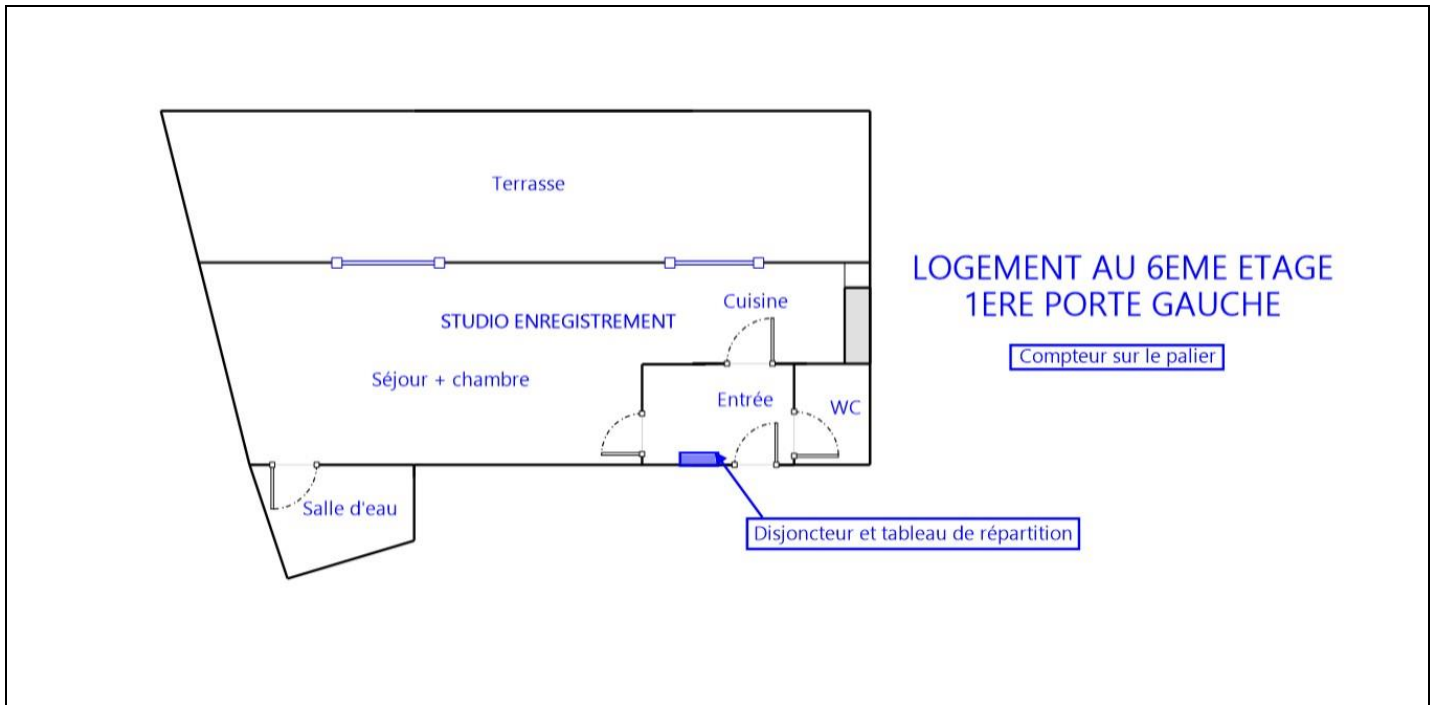 Terrasse
LOGEMENT AU 6EME ETAGE
1ERE PORTE GAUCHE
Cuisine
STUDIO ENREGISTREMENT
Compteur sur le palier
Séjour + chambre
Entrée
WC
Salle d'eau
Disjoncteur et tableau de répartition